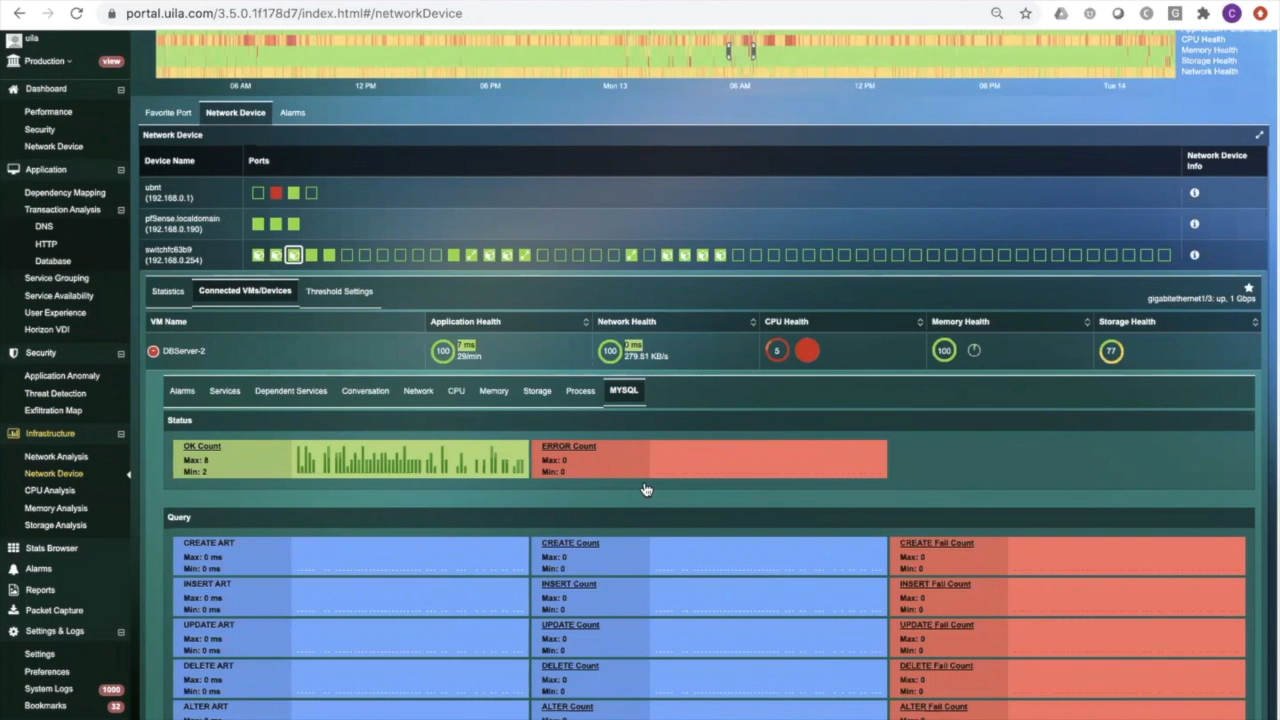 portal.uila.com/3.5.0.1f178d7/index.html#/networkDevice
C
uila
Production
view
Dashboard
Performance
Security
Network Device
Application
Dependency Mapping
Transaction Analysis
DNS
HTTP
Database
Service Grouping
Service Availability
User Experience
Horizon VDI
Security
Application Anomaly
Threat Detection
Exfiltration Map
Infrastructure
Network Analysis
Network Device
CPU Analysis
Memory Analysis
Storage Analysis
Stats Browser
Alarms
Reports
Packet Capture
Settings & Logs
Settings
Preferences
System Logs 1000
Bookmarks 32
CPU Health
Memory Health
Storage Health
Network Health
06 AM 12 PM 06 PM Mon 13 06 AM 12 PM 06 PM Tue 14
Favorite Port Network Device Alarms
Network Device
Device Name Ports Network Device Info
ubnt
(192.168.0.1)
pfSense.localdomain
(192.168.0.190)
switchfc63b9
(192.168.0.254)
Statistics Connected VMs/Devices Threshold Settings
gigabitethernet1/3: up, 1 Gbps
VM Name Application Health Network Health CPU Health Memory Health Storage Health
DBServer-2 100 7 ms 29/min 100 0 ms 279.81 KB/s 5 100 77
Alarms Services Dependent Services Conversation Network CPU Memory Storage Process MYSQL
Status
OK Count
Max: 8
Min: 2
ERROR Count
Max: 0
Min: 0
Query
CREATE ART
Max: 0 ms
Min: 0 ms
CREATE Count
Max: 0
Min: 0
CREATE Fail Count
Max: 0
Min: 0
INSERT ART
Max: 0 ms
Min: 0 ms
INSERT Count
Max: 0
Min: 0
INSERT Fail Count
Max: 0
Min: 0
UPDATE ART
Max: 0 ms
Min: 0 ms
UPDATE Count
Max: 0
Min: 0
UPDATE Fail Count
Max: 0
Min: 0
DELETE ART
Max: 0 ms
Min: 0 ms
DELETE Count
Max: 0
Min: 0
DELETE Fail Count
Max: 0
Min: 0
ALTER ART
Max: 0 ms
ALTER Count
Max: 0
ALTER Fail Count
Max: 0